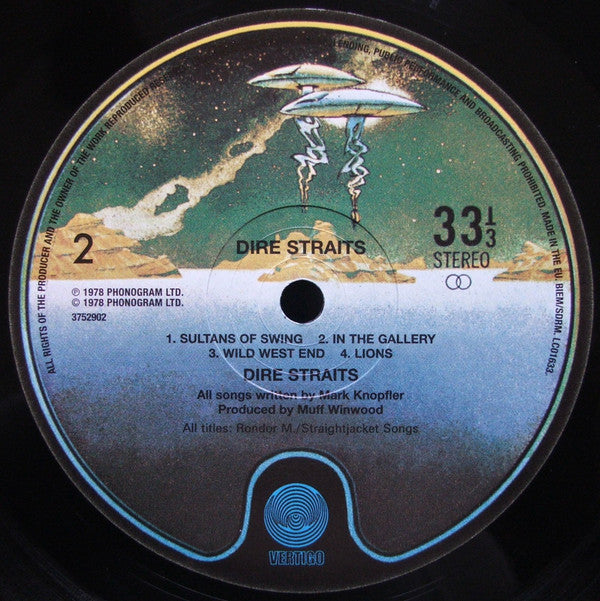 ALL RIGHTS OF THE PRODUCER AND THE OWNER OF THE WORK REPRODUCED
LENDING, PUBLIC PERFORMANCE AND BROADCASTING PROHIBITED. MADE IN THE EU. BIEM/SDRM. LC01633.
DIRE STRAITS
2
33⅓
STEREO
℗ 1978 PHONOGRAM LTD.
© 1978 PHONOGRAM LTD.
3752902
1. SULTANS OF SWING 2. IN THE GALLERY
3. WILD WEST END 4. LIONS
DIRE STRAITS
All songs written by Mark Knopfler
Produced by Muff Winwood
All titles: Rondor M./Straightjacket Songs
VERTIGO